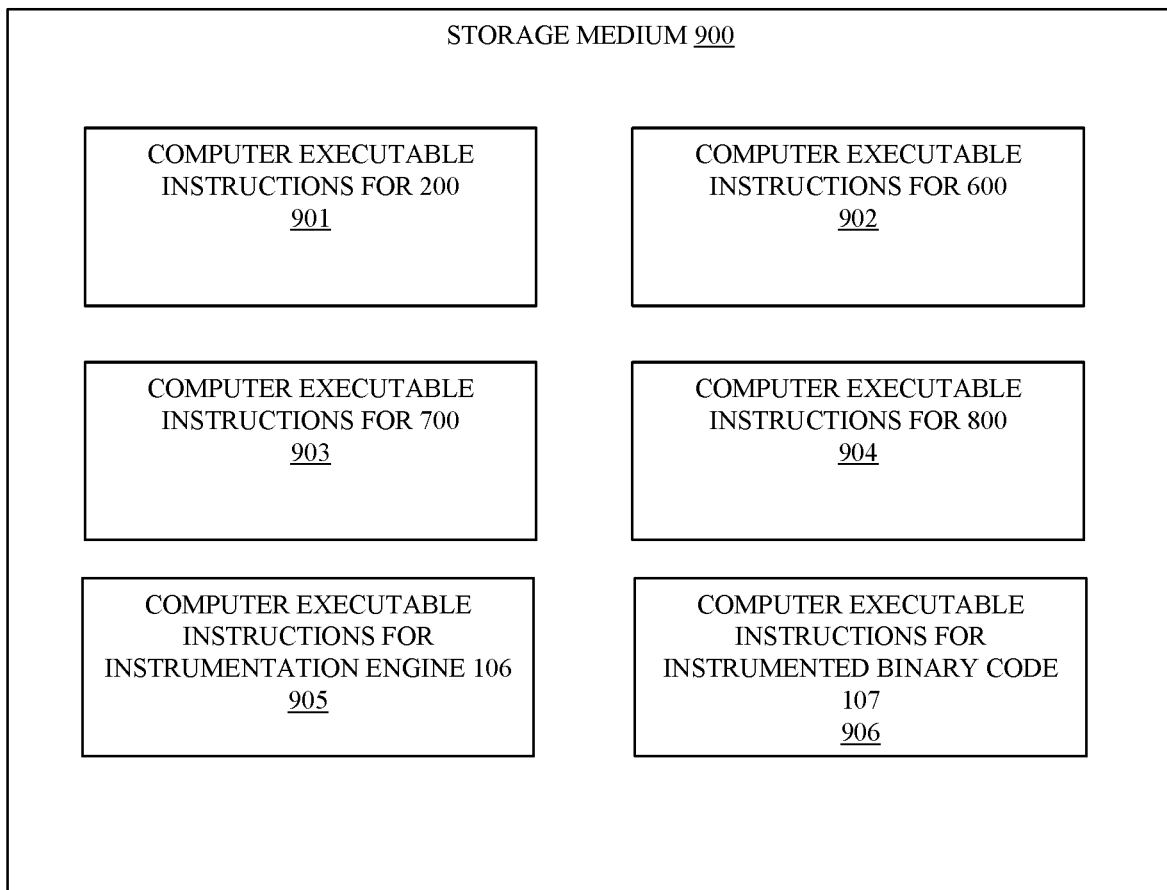 STORAGE MEDIUM 900
COMPUTER EXECUTABLE
INSTRUCTIONS FOR 200
901
COMPUTER EXECUTABLE
INSTRUCTIONS FOR 600
902
COMPUTER EXECUTABLE
INSTRUCTIONS FOR 700
903
COMPUTER EXECUTABLE
INSTRUCTIONS FOR 800
904
COMPUTER EXECUTABLE
INSTRUCTIONS FOR
INSTRUMENTATION ENGINE 106
905
COMPUTER EXECUTABLE
INSTRUCTIONS FOR
INSTRUMENTED BINARY CODE
107
906